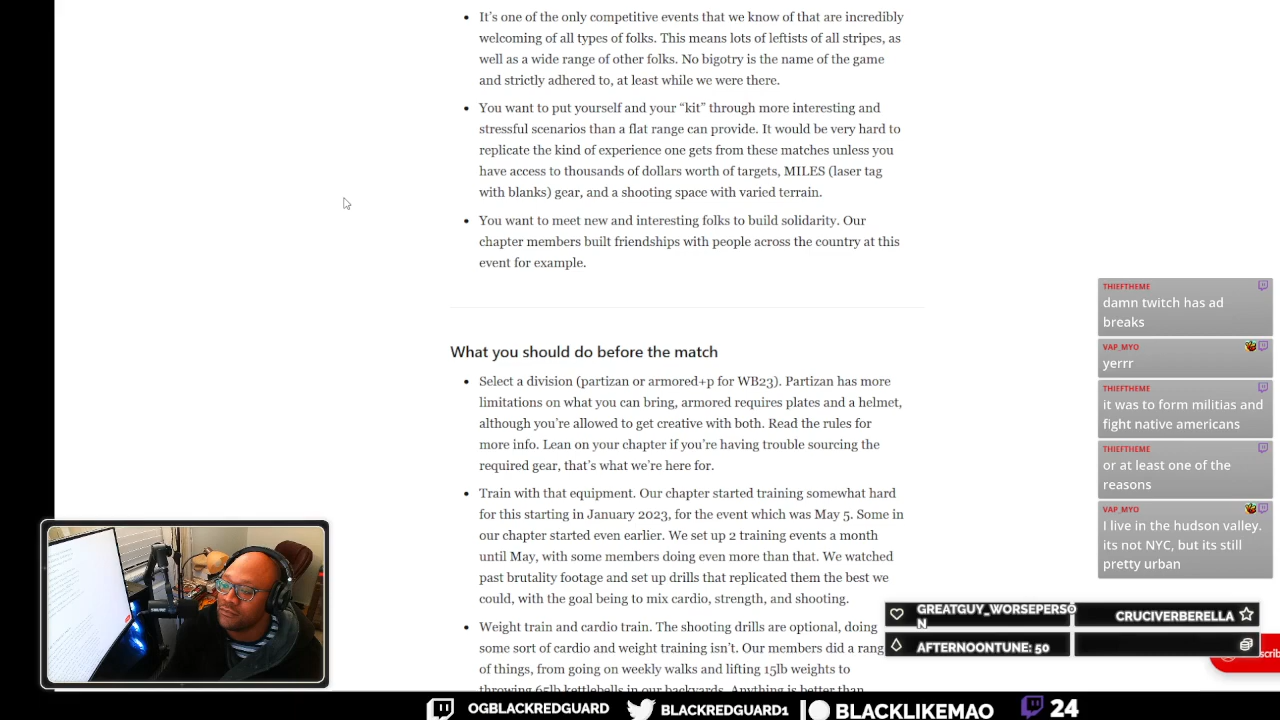 It's one of the only competitive events that we know of that are incredibly
welcoming of all types of folks. This means lots of leftists of all stripes, as
well as a wide range of other folks. No bigotry is the name of the game
and strictly adhered to, at least while we were there.
You want to put yourself and your “kit” through more interesting and
stressful scenarios than a flat range can provide. It would be very hard to
replicate the kind of experience one gets from these matches unless you
have access to thousands of dollars worth of targets, MILES (laser tag
with blanks) gear, and a shooting space with varied terrain.
You want to meet new and interesting folks to build solidarity. Our
chapter members built friendships with people across the country at this
event for example.
What you should do before the match
Select a division (partizan or armored+p for WB23). Partizan has more
limitations on what you can bring, armored requires plates and a helmet,
although you're allowed to get creative with both. Read the rules for
more info. Lean on your chapter if you're having trouble sourcing the
required gear, that's what we're here for.
Train with that equipment. Our chapter started training somewhat hard
for this starting in January 2023, for the event which was May 5. Some in
our chapter started even earlier. We set up 2 training events a month
until May, with some members doing even more than that. We watched
past brutality footage and set up drills that replicated them the best we
could, with the goal being to mix cardio, strength, and shooting.
Weight train and cardio train. The shooting drills are optional, doing
some sort of cardio and weight training isn't. Our members did a rang
of things, from going on weekly walks and lifting 15lb weights to
throwing 65lb kettlebells in our backyards. Anything is better than
THIEFTHEME
damn twitch has ad
breaks
VAP_MYO
yerrr
THIEFTHEME
it was to form militias and
fight native americans
THIEFTHEME
or at least one of the
reasons
VAP_MYO
I live in the hudson valley.
its not NYC, but its still
pretty urban
GREATGUY_WORSEPERSO
N
CRUCIVERBERELLA
AFTERNOONTUNE: 50
scrib
OGBLACKREDGUARD
BLACKREDGUARD1
BLACKLIKEMAO
24